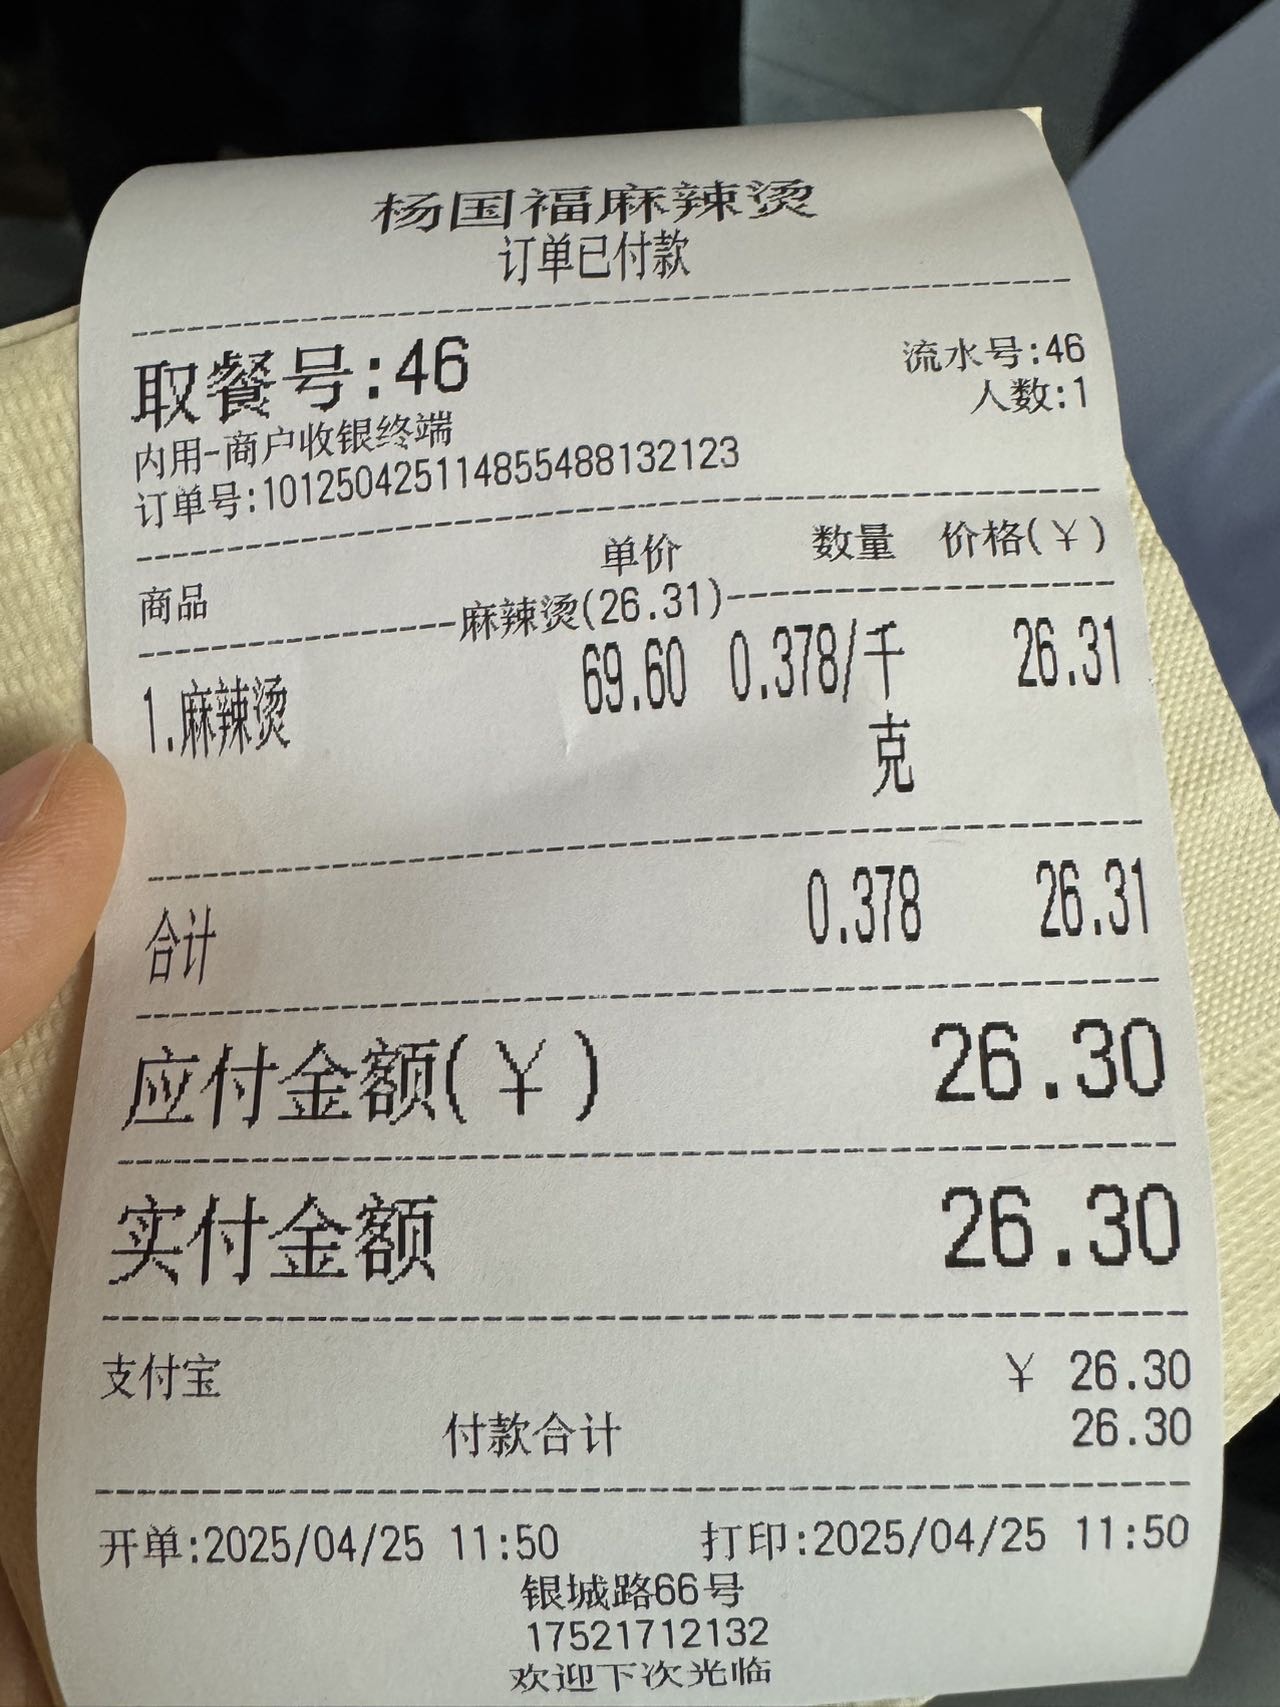 杨国福麻辣烫
订单已付款
取餐号:46
流水号:46
人数:1
内用-商户收银终端
订单号:101250425114855488132123
商品 单价 数量 价格(¥)
麻辣烫(26.31)
1.麻辣烫 69.60 0.378/千克 26.31
合计 0.378 26.31
应付金额(¥) 26.30
实付金额 26.30
支付宝 ¥ 26.30
付款合计 26.30
开单:2025/04/25 11:50 打印:2025/04/25 11:50
银城路66号
17521712132
欢迎下次光临